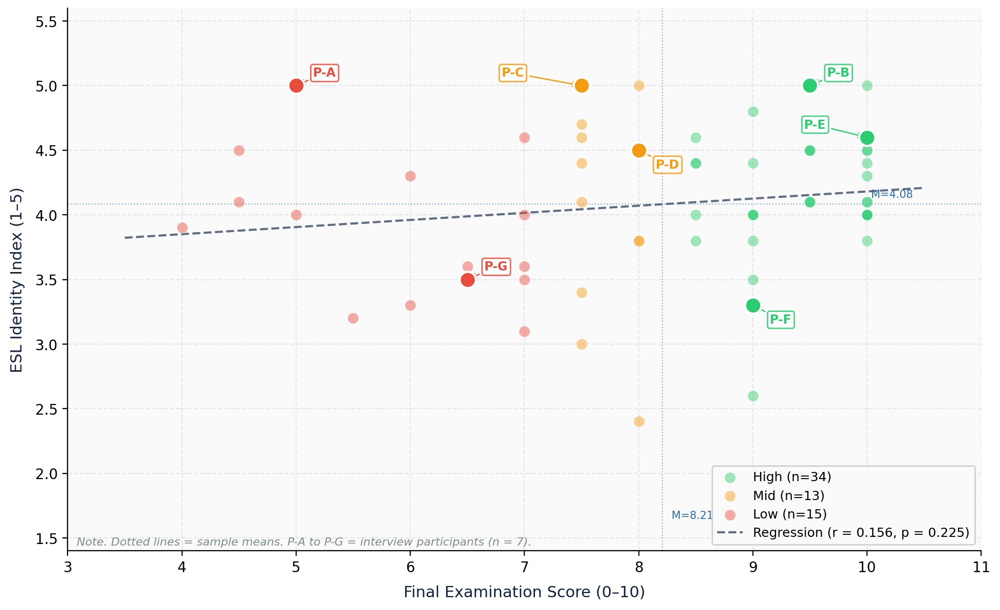 5.5
5.0
4.5
4.0
3.5
3.0
2.5
2.0
1.5
ESL Identity Index (1–5)
P-A
P-C
P-B
P-E
P-D
M=4.08
P-G
P-F
High (n=34)
Mid (n=13)
M=8.21
Low (n=15)
Regression (r = 0.156, p = 0.225)
Note. Dotted lines = sample means. P-A to P-G = interview participants (n = 7).
3 4 5 6 7 8 9 10 11
Final Examination Score (0–10)